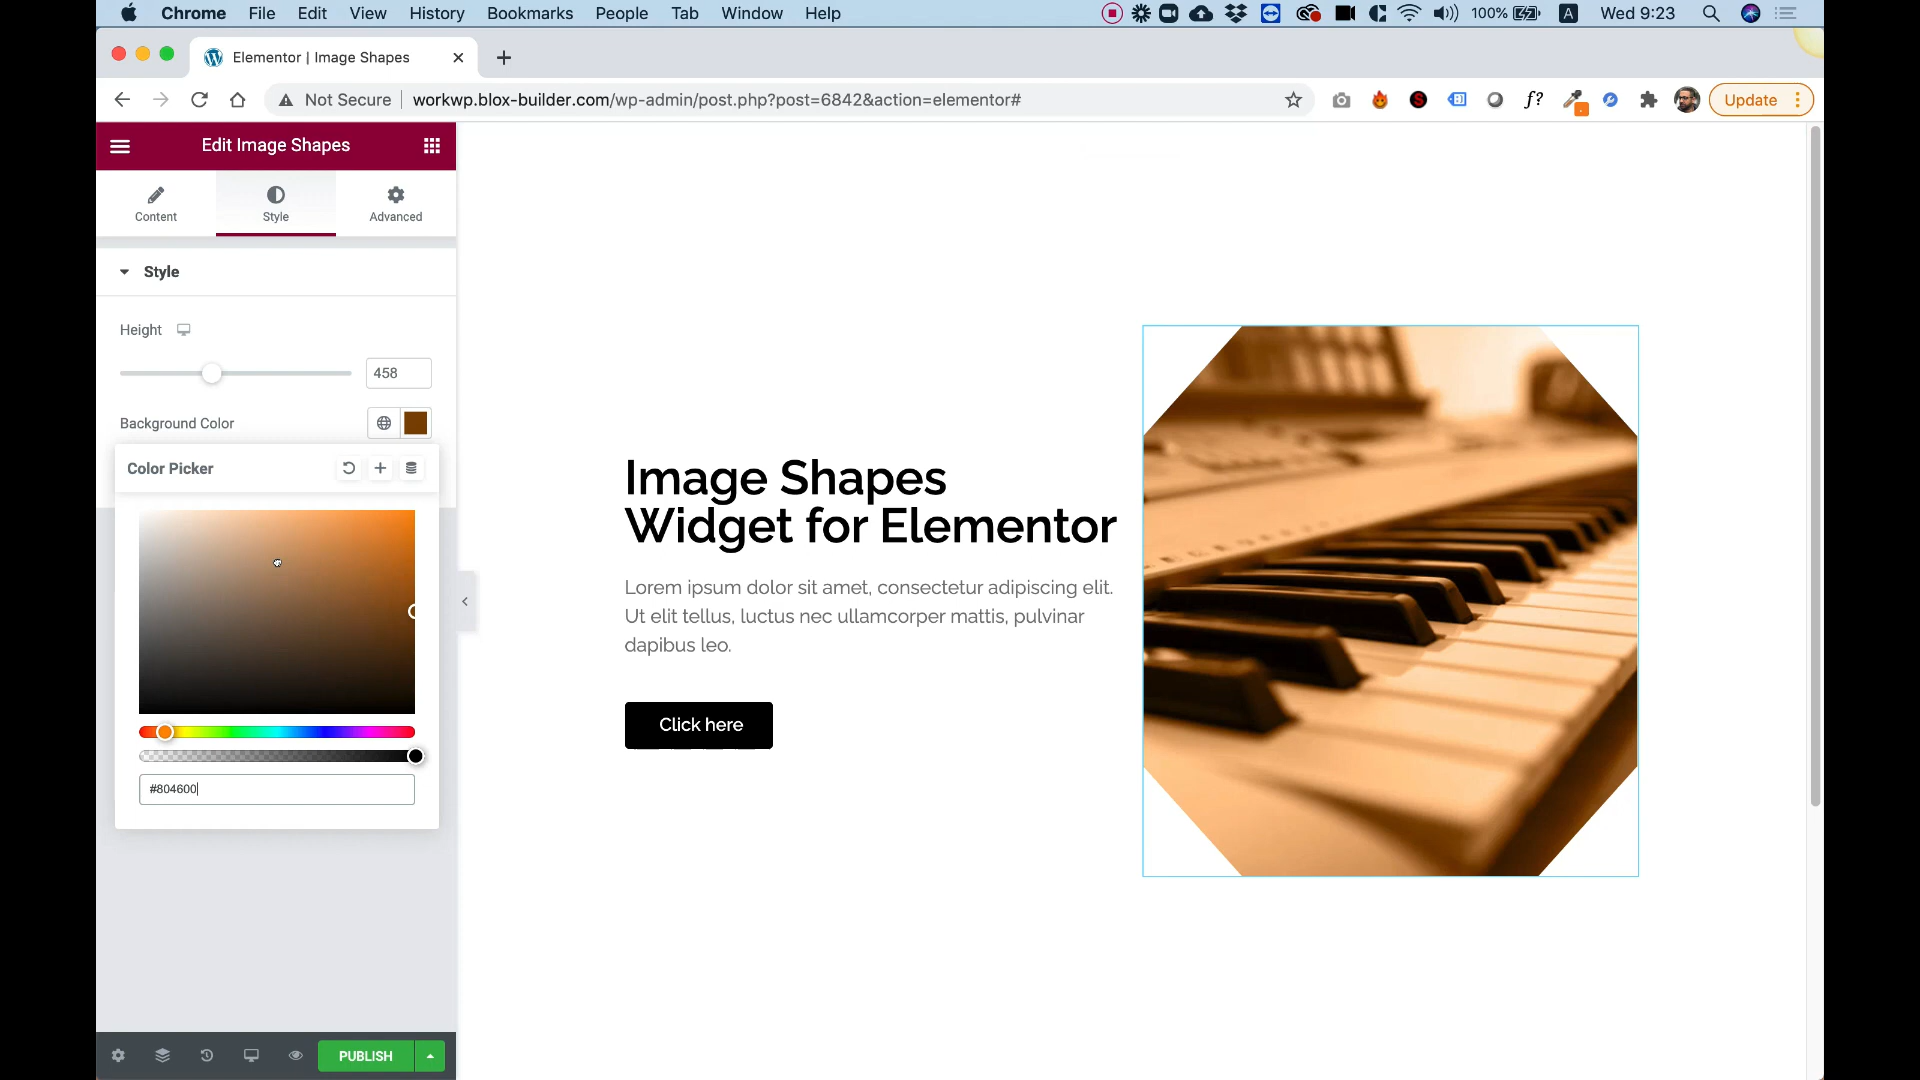 Chrome File Edit View History Bookmarks People Tab Window Help 100% A Wed 9:23
Elementor | Image Shapes
Not Secure workwp.blox-builder.com/wp-admin/post.php?post=6842&action=elementor# f? Update
Edit Image Shapes
Content Style Advanced
Style
Height
458
Background Color
Color Picker
#804600
PUBLISH
Image Shapes
Widget for Elementor
Lorem ipsum dolor sit amet, consectetur adipiscing elit.
Ut elit tellus, luctus nec ullamcorper mattis, pulvinar
dapibus leo.
Click here